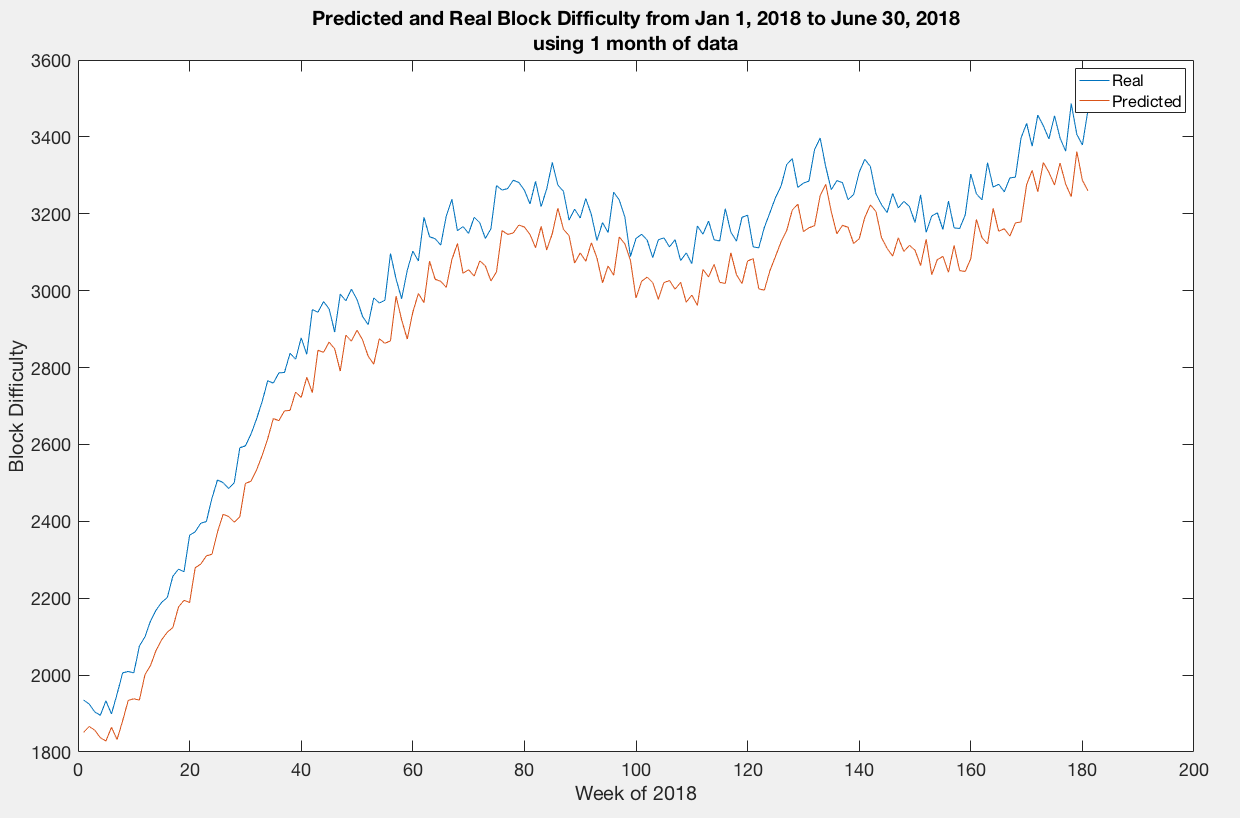 Predicted and Real Block Difficulty from Jan 1, 2018 to June 30, 2018
using 1 month of data
3600
3400
3200
3000
2800
2600
2400
2200
2000
1800
Block Difficulty
Real
Predicted
0 20 40 60 80 100 120 140 160 180 200
Week of 2018